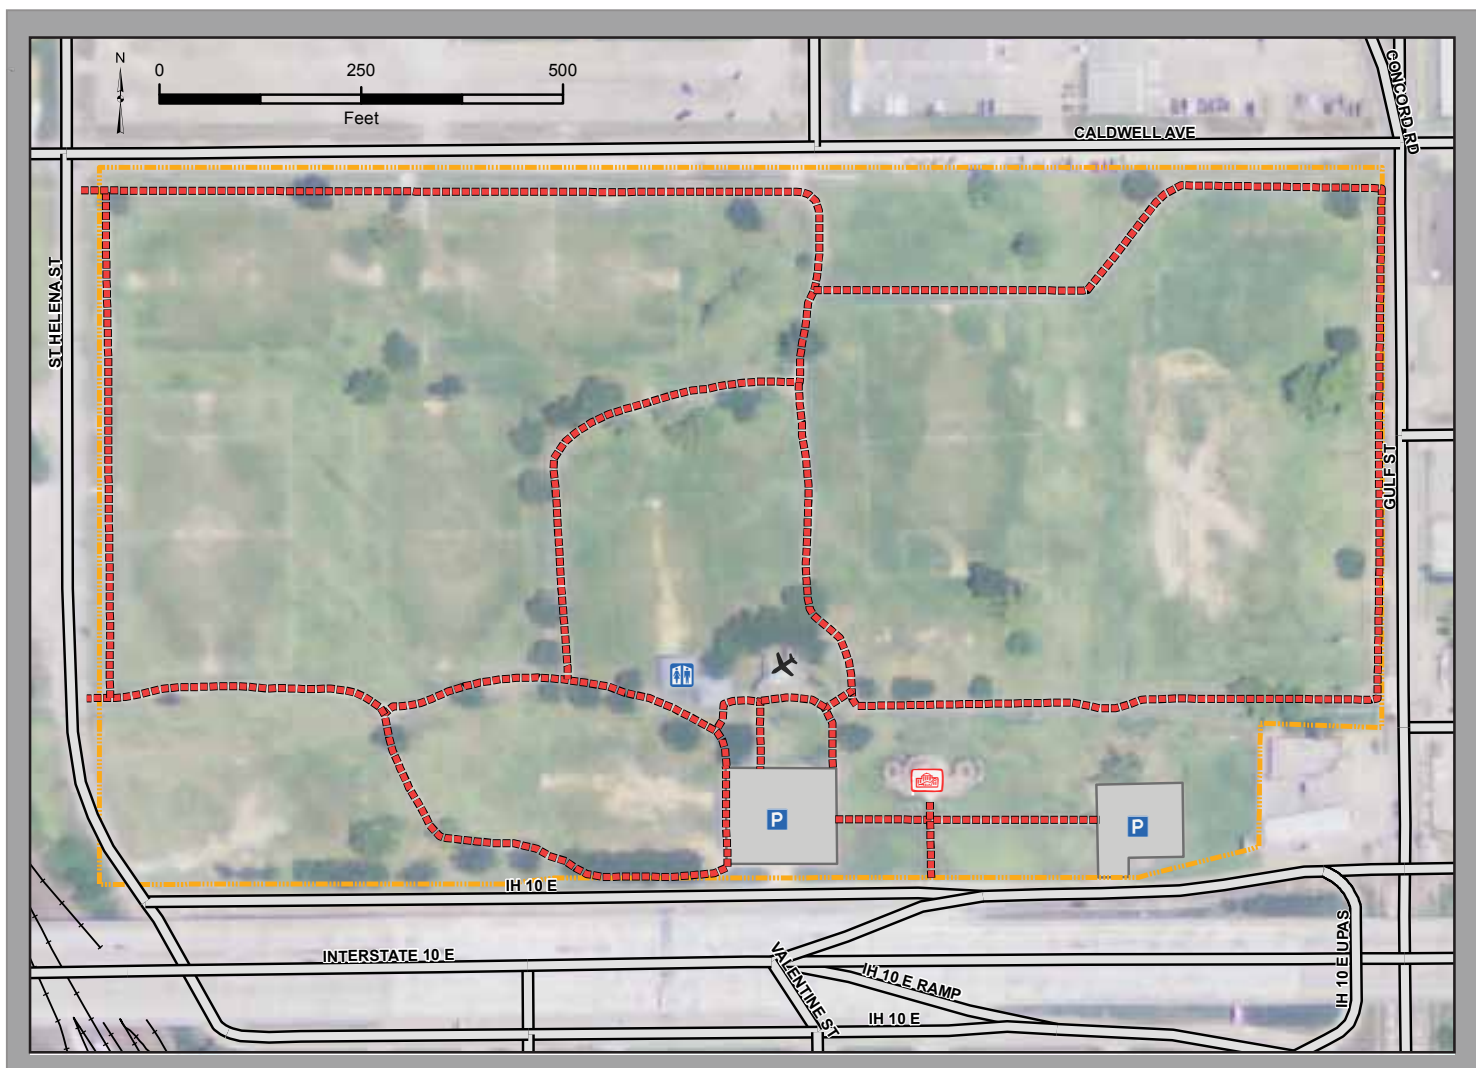 N
0 250 500
Feet
CONCORD RD
CALDWELL AVE
ST HELENA ST
GULF ST
P
P
IH 10 E
INTERSTATE 10 E
VALENTINE ST
IH 10 E RAMP
IH 10 E UPAS
IH 10 E